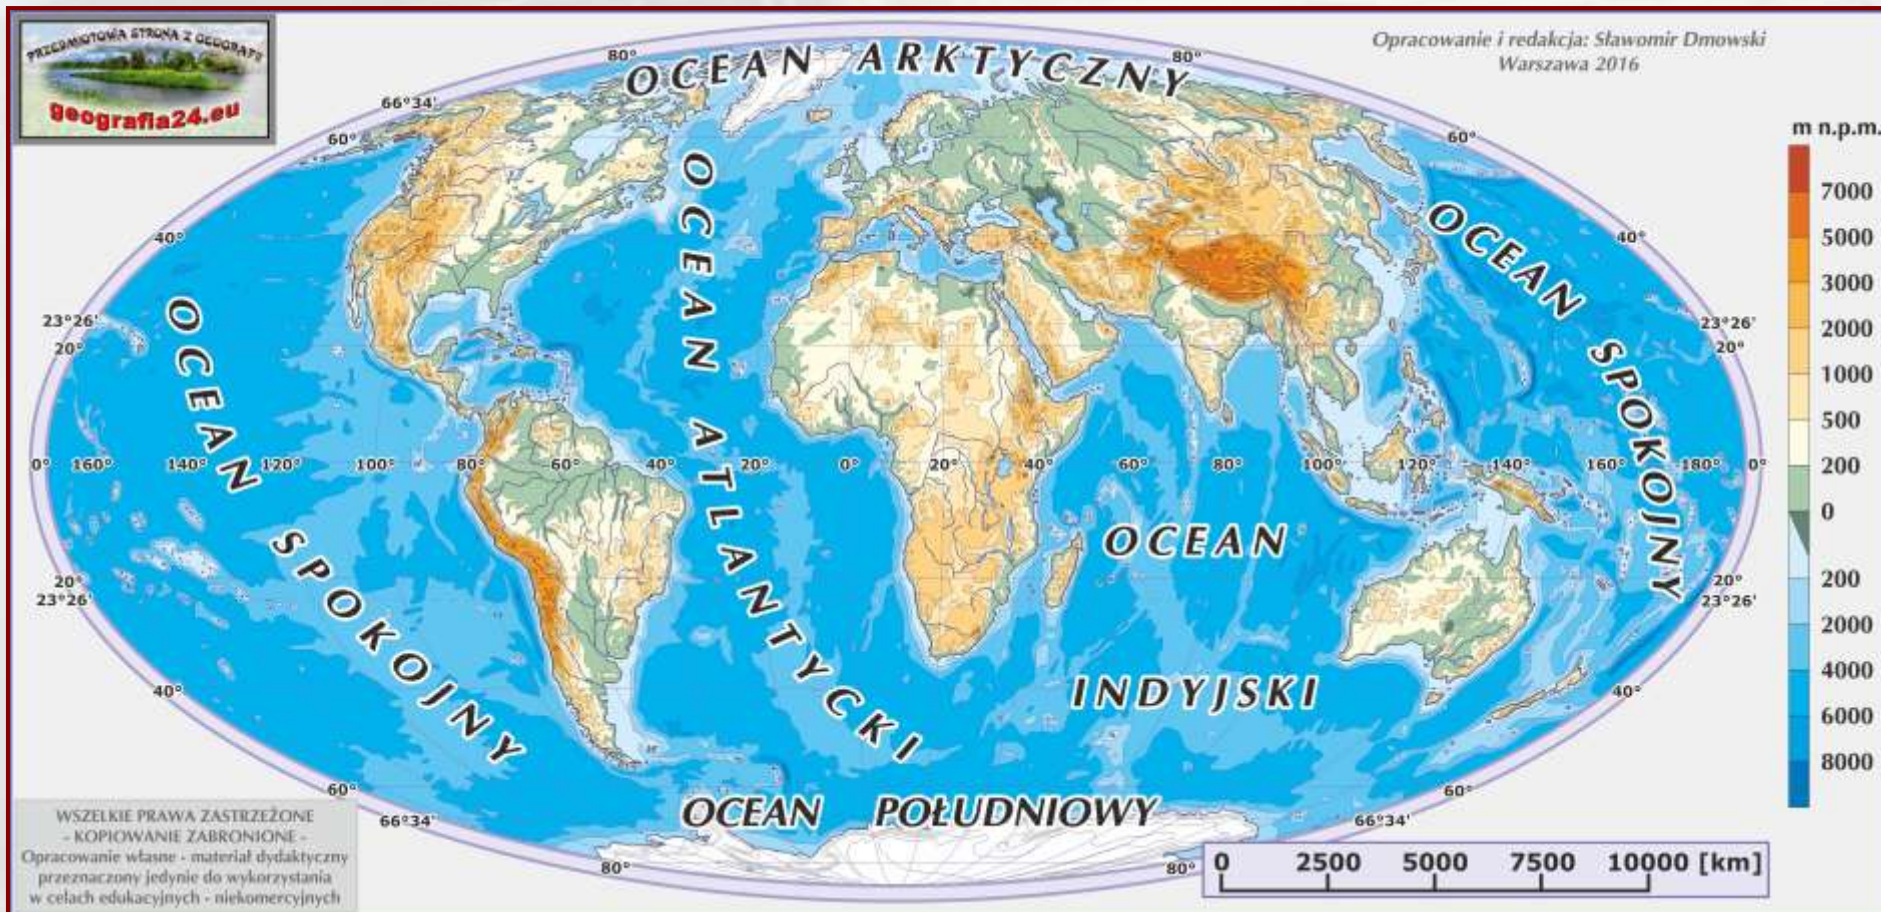 PRZEDMIOTOWA STRONA Z GEOGRAFII
geografia24.eu
Opracowanie i redakcja: Sławomir Dmowski
Warszawa 2016
OCEAN ARKTYCZNY
OCEAN ATLANTYCKI
OCEAN SPOKOJNY
OCEAN SPOKOJNY
OCEAN
INDYJSKI
OCEAN POŁUDNIOWY
80° 80°
66°34'
60° 60°
40° 40°
23°26' 23°26'
20° 20°
0° 160° 140° 120° 100° 80° 60° 40° 20° 0° 20° 40° 60° 80° 100° 120° 140° 160° 180° 0°
20° 20°
23°26' 23°26'
40° 40°
60° 60°
66°34' 66°34'
80° 80°
m n.p.m.
7000
5000
3000
2000
1000
500
200
0
200
2000
4000
6000
8000
WSZELKIE PRAWA ZASTRZEŻONE
- KOPIOWANIE ZABRONIONE -
Opracowanie własne - materiał dydaktyczny
przeznaczony jedynie do wykorzystania
w celach edukacyjnych - niekomercyjnych
0 2500 5000 7500 10000 [km]